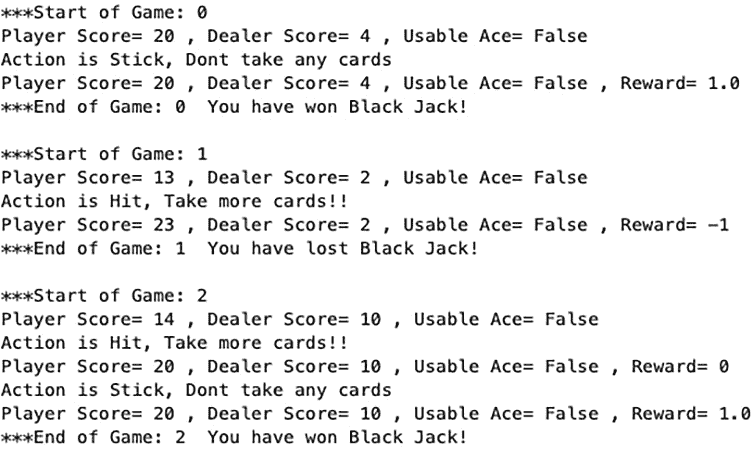 ***Start of Game: 0
Player Score= 20 , Dealer Score= 4 , Usable Ace= False
Action is Stick, Dont take any cards
Player Score= 20 , Dealer Score= 4 , Usable Ace= False , Reward= 1.0
***End of Game: 0  You have won Black Jack!

***Start of Game: 1
Player Score= 13 , Dealer Score= 2 , Usable Ace= False
Action is Hit, Take more cards!!
Player Score= 23 , Dealer Score= 2 , Usable Ace= False , Reward= -1
***End of Game: 1  You have lost Black Jack!

***Start of Game: 2
Player Score= 14 , Dealer Score= 10 , Usable Ace= False
Action is Hit, Take more cards!!
Player Score= 20 , Dealer Score= 10 , Usable Ace= False , Reward= 0
Action is Stick, Dont take any cards
Player Score= 20 , Dealer Score= 10 , Usable Ace= False , Reward= 1.0
***End of Game: 2  You have won Black Jack!